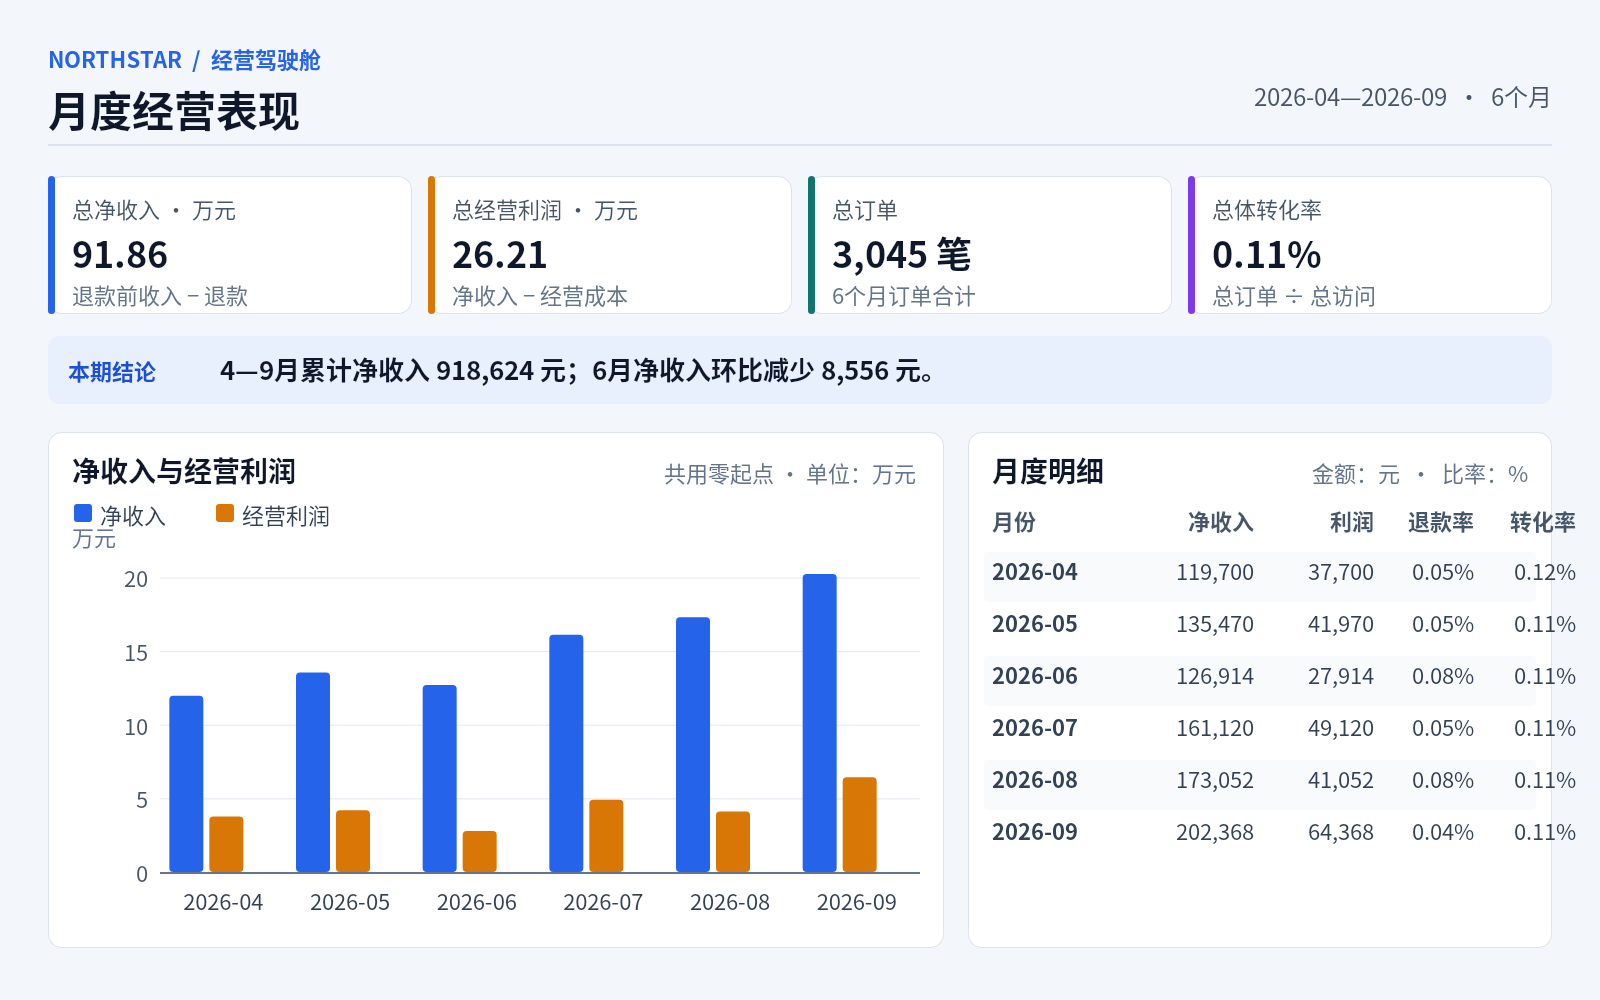 NORTHSTAR / 经营驾驶舱
月度经营表现
2026-04—2026-09 · 6个月
总净收入 · 万元
91.86
退款前收入 − 退款
总经营利润 · 万元
26.21
净收入 − 经营成本
总订单
3,045 笔
6个月订单合计
总体转化率
0.11%
总订单 ÷ 总访问
本期结论 4—9月累计净收入 918,624 元；6月净收入环比减少 8,556 元。
净收入与经营利润
共用零起点 · 单位：万元
净收入 经营利润
万元
20
15
10
5
0
2026-04 2026-05 2026-06 2026-07 2026-08 2026-09
月度明细
金额：元 · 比率：%
月份 净收入 利润 退款率 转化率
2026-04 119,700 37,700 0.05% 0.12%
2026-05 135,470 41,970 0.05% 0.11%
2026-06 126,914 27,914 0.08% 0.11%
2026-07 161,120 49,120 0.05% 0.11%
2026-08 173,052 41,052 0.08% 0.11%
2026-09 202,368 64,368 0.04% 0.11%